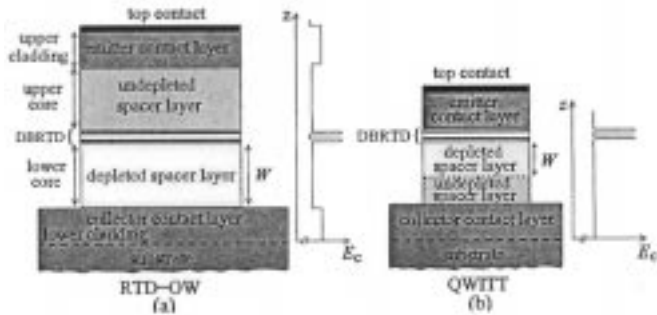 (a)
top contact
upper cladding
emitter contact layer
upper core
undepleted spacer layer
DBRTD
lower core
depleted spacer layer
W
collector contact layer
lower cladding
substrate
z
E_c
RTD–OW
(b)
top contact
emitter contact layer
DBRTD
depleted spacer layer
W
undepleted spacer layer
collector contact layer
substrate
z
E_c
QWITT